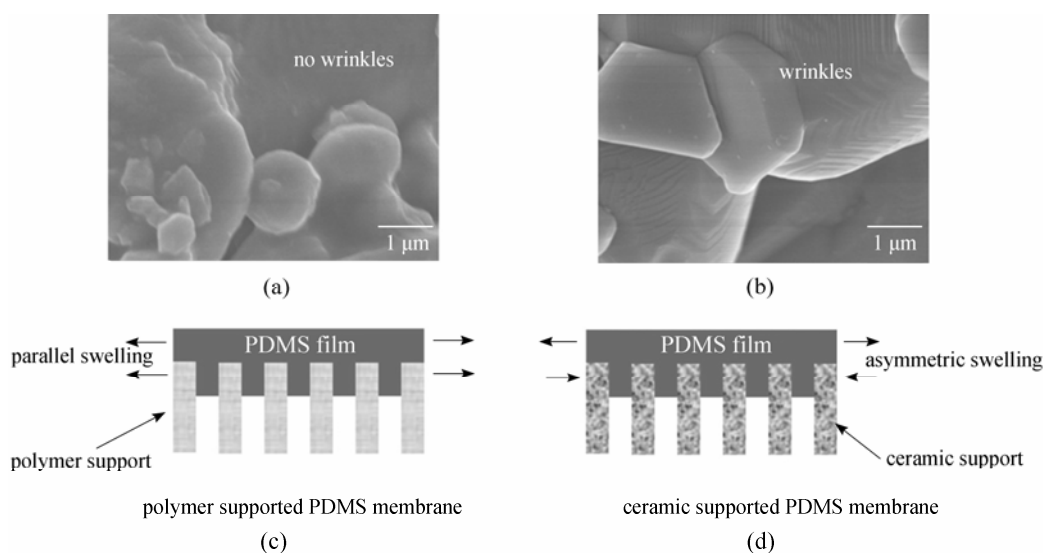 no wrinkles
1 μm
(a)
wrinkles
1 μm
(b)
PDMS film
parallel swelling
polymer support
polymer supported PDMS membrane
(c)
PDMS film
asymmetric swelling
ceramic support
ceramic supported PDMS membrane
(d)